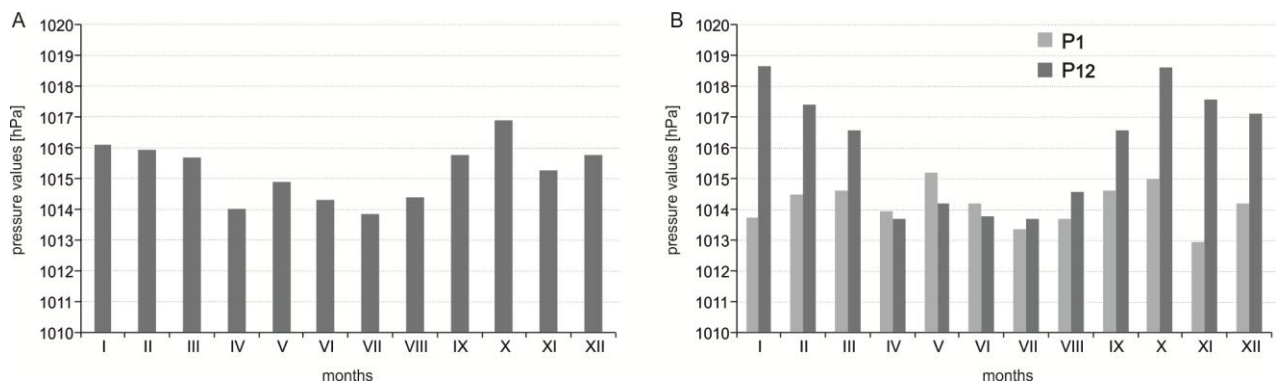 A
pressure values [hPa]
1020
1019
1018
1017
1016
1015
1014
1013
1012
1011
1010
I II III IV V VI VII VIII IX X XI XII
months
B
pressure values [hPa]
1020
1019
1018
1017
1016
1015
1014
1013
1012
1011
1010
P1
P12
I II III IV V VI VII VIII IX X XI XII
months